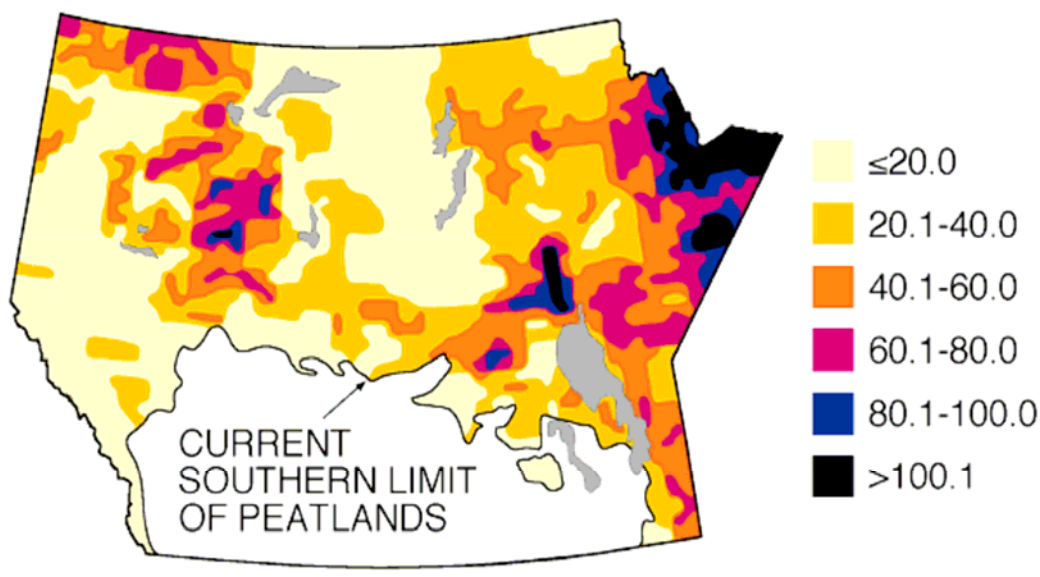 ≤20.0
20.1-40.0
40.1-60.0
60.1-80.0
80.1-100.0
>100.1
CURRENT
SOUTHERN LIMIT
OF PEATLANDS